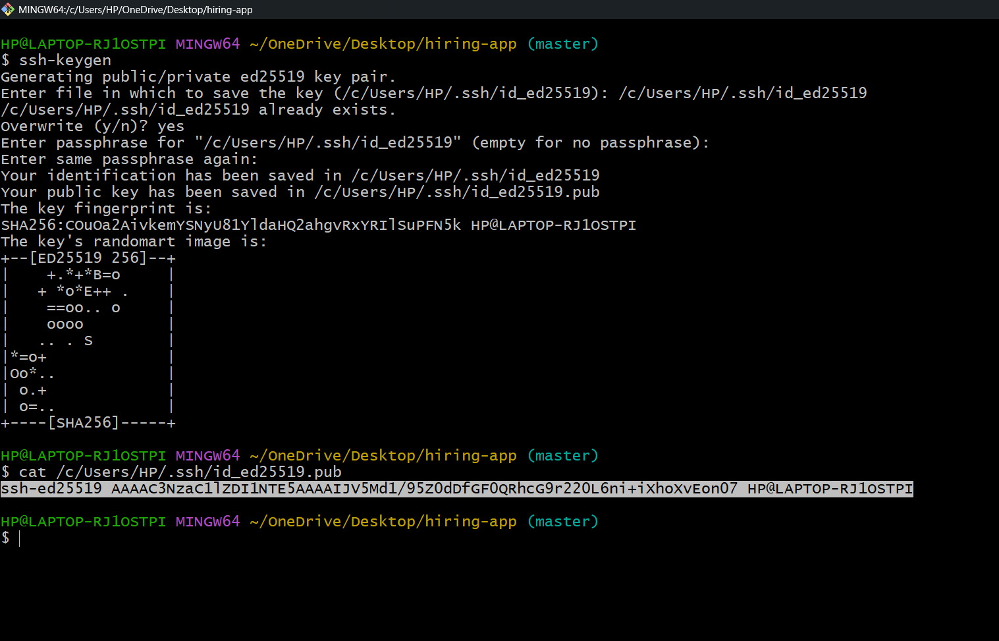 MINGW64:/c/Users/HP/OneDrive/Desktop/hiring-app
HP@LAPTOP-RJ1OSTPI MINGW64 ~/OneDrive/Desktop/hiring-app (master)
$ ssh-keygen
Generating public/private ed25519 key pair.
Enter file in which to save the key (/c/Users/HP/.ssh/id_ed25519): /c/Users/HP/.ssh/id_ed25519
/c/Users/HP/.ssh/id_ed25519 already exists.
Overwrite (y/n)? yes
Enter passphrase for "/c/Users/HP/.ssh/id_ed25519" (empty for no passphrase):
Enter same passphrase again:
Your identification has been saved in /c/Users/HP/.ssh/id_ed25519
Your public key has been saved in /c/Users/HP/.ssh/id_ed25519.pub
The key fingerprint is:
SHA256:COuOa2AivkemYSNyU81YldaHQ2ahgvRxYRIlSuPFN5k HP@LAPTOP-RJ1OSTPI
The key's randomart image is:
+--[ED25519 256]--+
|    +.*+*B=o     |
|   + *o*E++ .    |
|    ==oo.. o     |
|    oooo         |
|   .. . S        |
|*=o+             |
|Oo*..            |
| o.+             |
| o=..            |
+----[SHA256]-----+
HP@LAPTOP-RJ1OSTPI MINGW64 ~/OneDrive/Desktop/hiring-app (master)
$ cat /c/Users/HP/.ssh/id_ed25519.pub
ssh-ed25519 AAAAC3NzaC1lZDI1NTE5AAAAIJV5Md1/95Z0dDfGF0QRhcG9r220L6ni+iXhoXvEon07 HP@LAPTOP-RJ1OSTPI
HP@LAPTOP-RJ1OSTPI MINGW64 ~/OneDrive/Desktop/hiring-app (master)
$